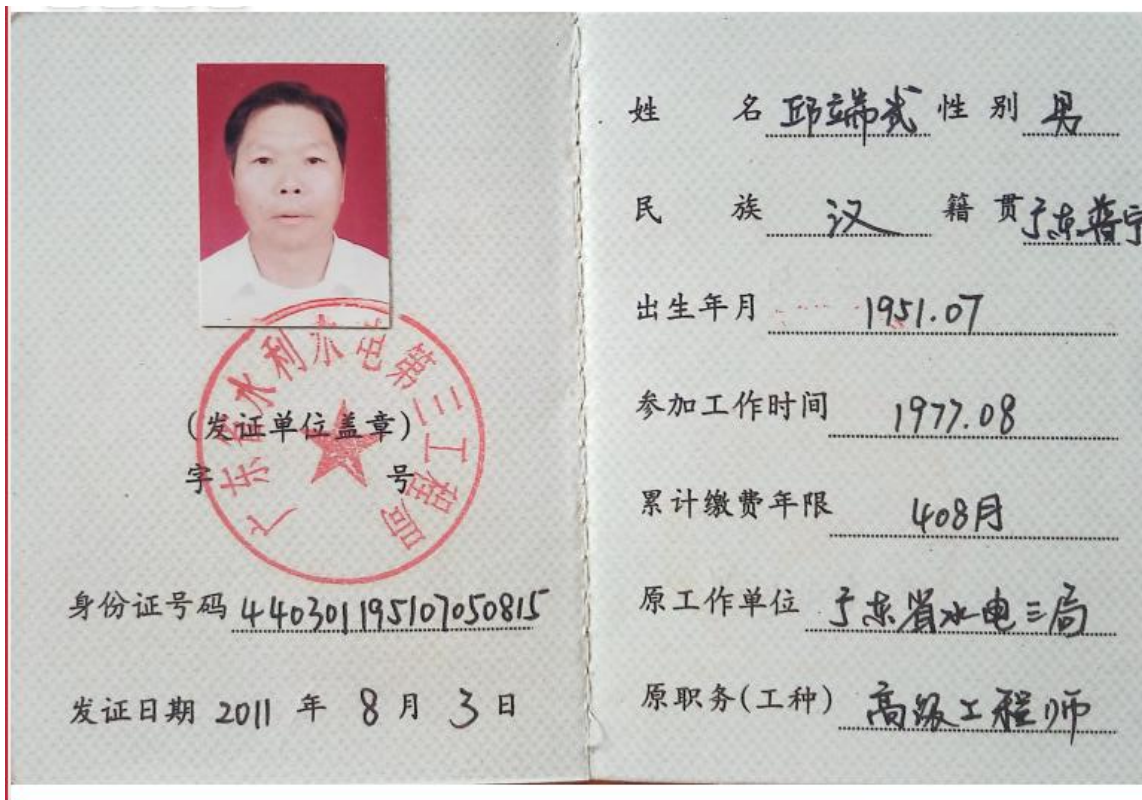 广东省水利水电第三工程局
(发证单位盖章)
字 号
身份证号码 440301195107050815
发证日期 2011 年 8 月 3 日
姓 名 邱端武 性 别 男
民 族 汉 籍 贯 广东普宁
出生年月 1951.07
参加工作时间 1977.08
累计缴费年限 408月
原工作单位 广东省水电三局
原职务(工种) 高级工程师